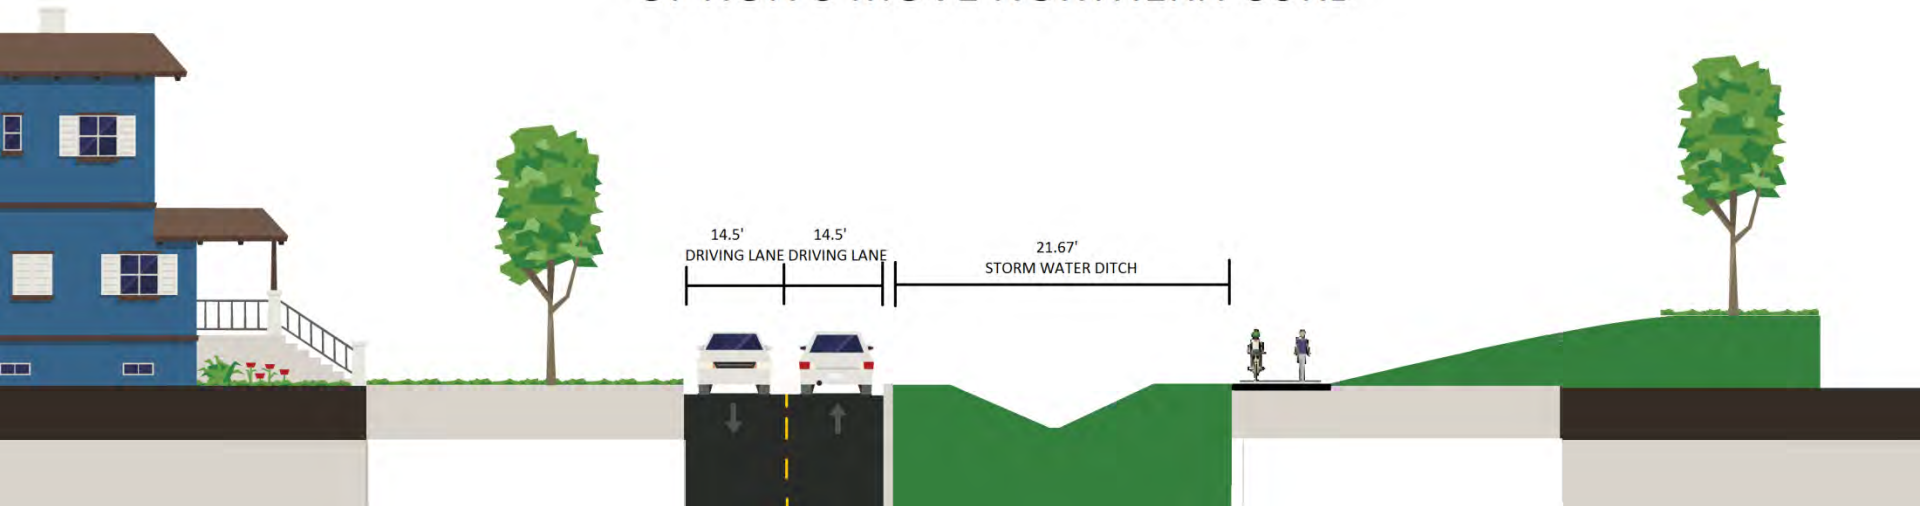 14.5'
DRIVING LANE
14.5'
DRIVING LANE
21.67'
STORM WATER DITCH